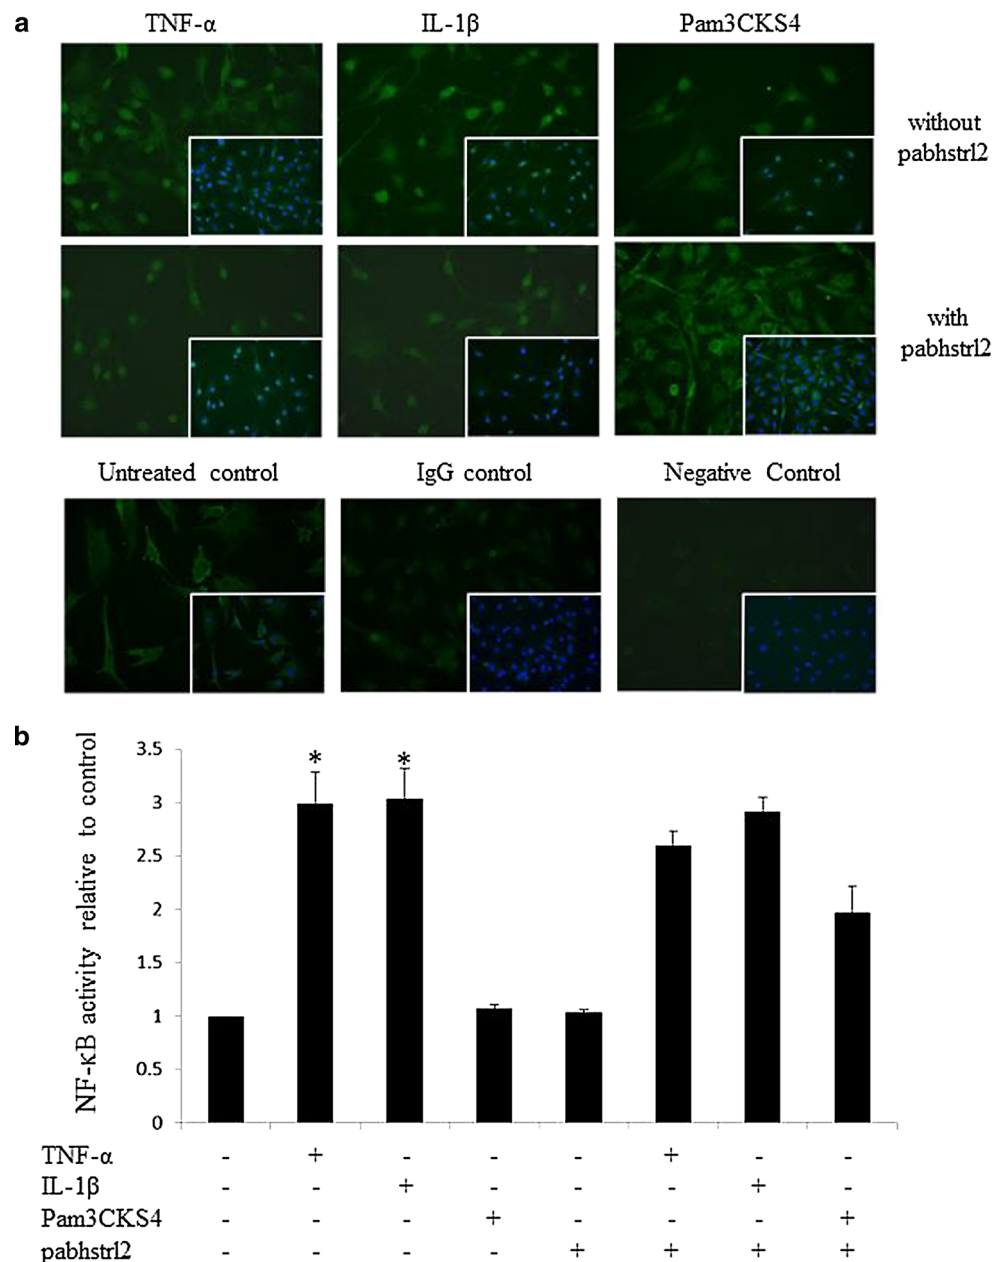 a
TNF-α IL-1β Pam3CKS4
without
pabhstrl2
with
pabhstrl2
Untreated control IgG control Negative Control
b
NF-κB activity relative to control
3.5
3
2.5
2
1.5
1
0.5
0
* *
TNF-α - + - - - + - -
IL-1β - - + - - - + -
Pam3CKS4 - - - + - - - +
pabhstrl2 - - - - + + + +